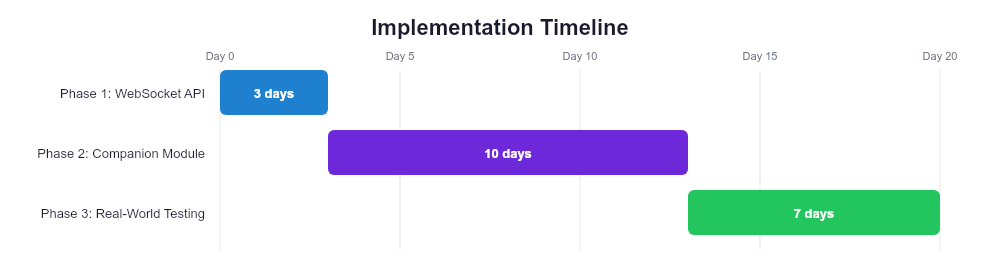 Implementation Timeline
Day 0 Day 5 Day 10 Day 15 Day 20
Phase 1: WebSocket API 3 days
Phase 2: Companion Module 10 days
Phase 3: Real-World Testing 7 days